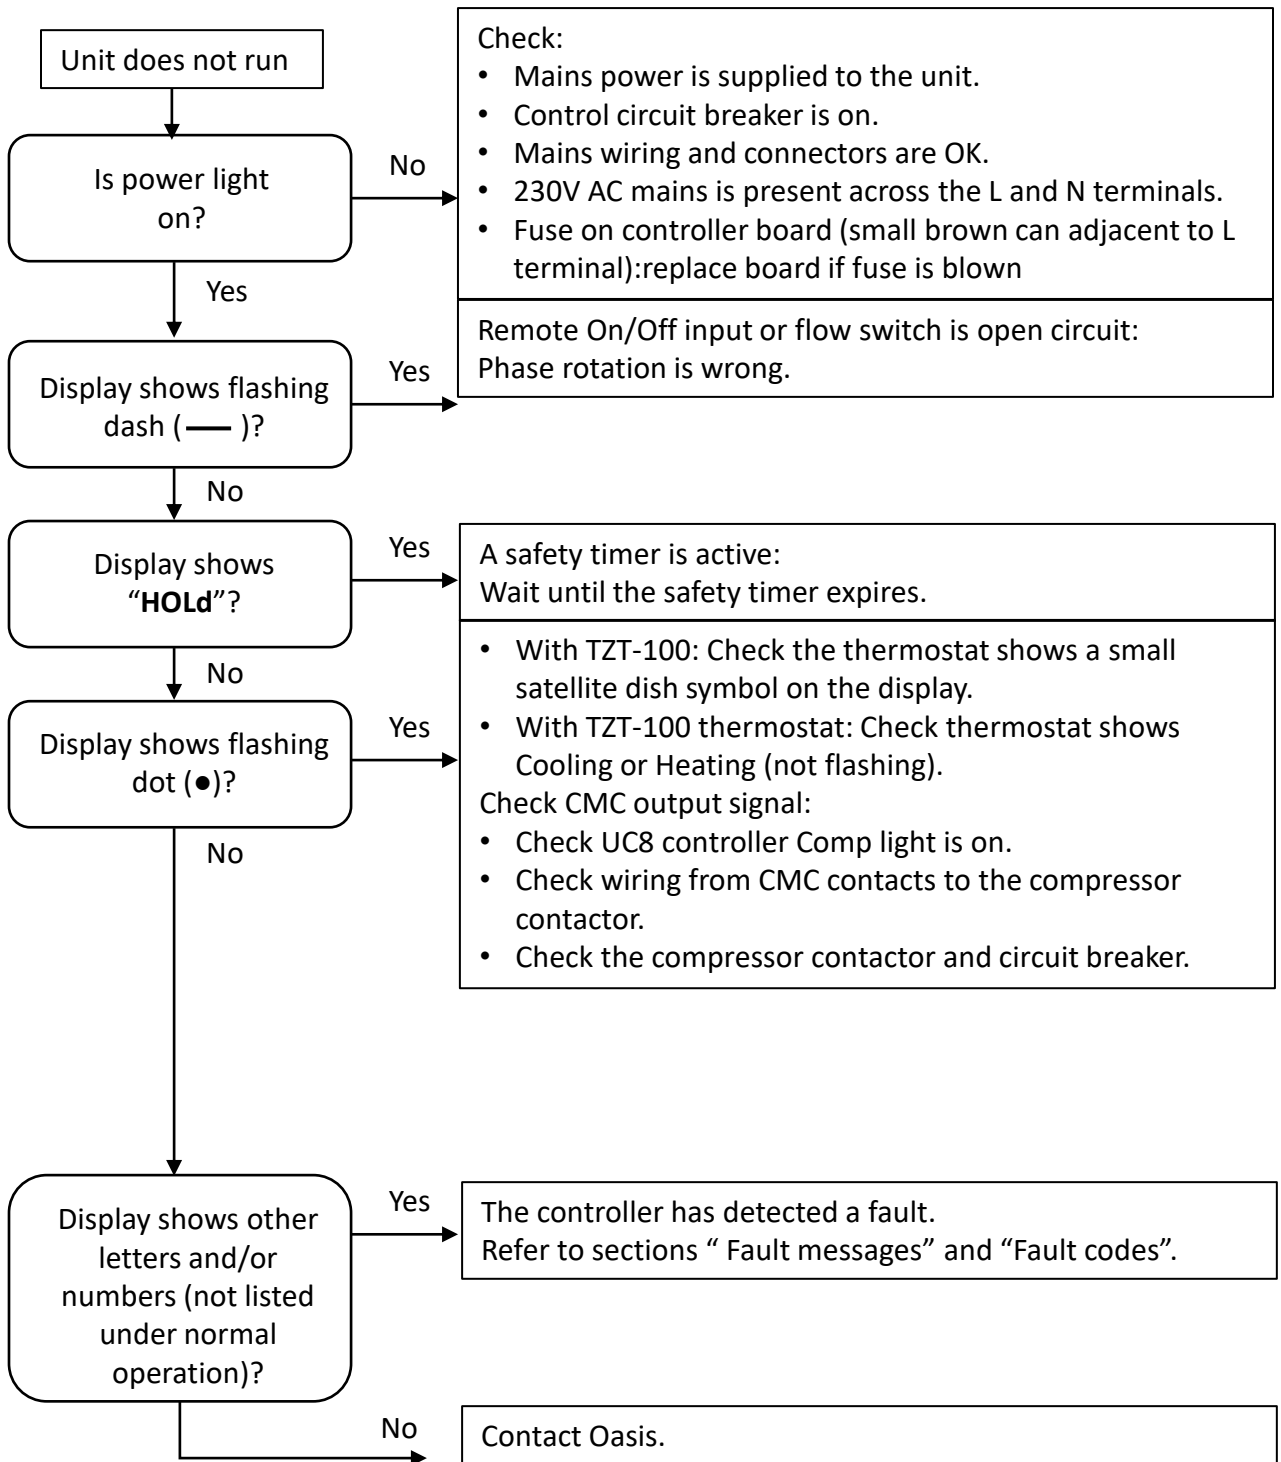 Unit does not run
Is power light
on?
No
Check:
• Mains power is supplied to the unit.
• Control circuit breaker is on.
• Mains wiring and connectors are OK.
• 230V AC mains is present across the L and N terminals.
• Fuse on controller board (small brown can adjacent to L
terminal):replace board if fuse is blown
Yes
Display shows flashing
dash ( — )?
Yes
Remote On/Off input or flow switch is open circuit:
Phase rotation is wrong.
No
Display shows
“HOLd”?
Yes
A safety timer is active:
Wait until the safety timer expires.
No
Display shows flashing
dot (●)?
Yes
• With TZT-100: Check the thermostat shows a small
satellite dish symbol on the display.
• With TZT-100 thermostat: Check thermostat shows
Cooling or Heating (not flashing).
Check CMC output signal:
• Check UC8 controller Comp light is on.
• Check wiring from CMC contacts to the compressor
contactor.
• Check the compressor contactor and circuit breaker.
No
Display shows other
letters and/or
numbers (not listed
under normal
operation)?
Yes
The controller has detected a fault.
Refer to sections “ Fault messages” and “Fault codes”.
No
Contact Oasis.